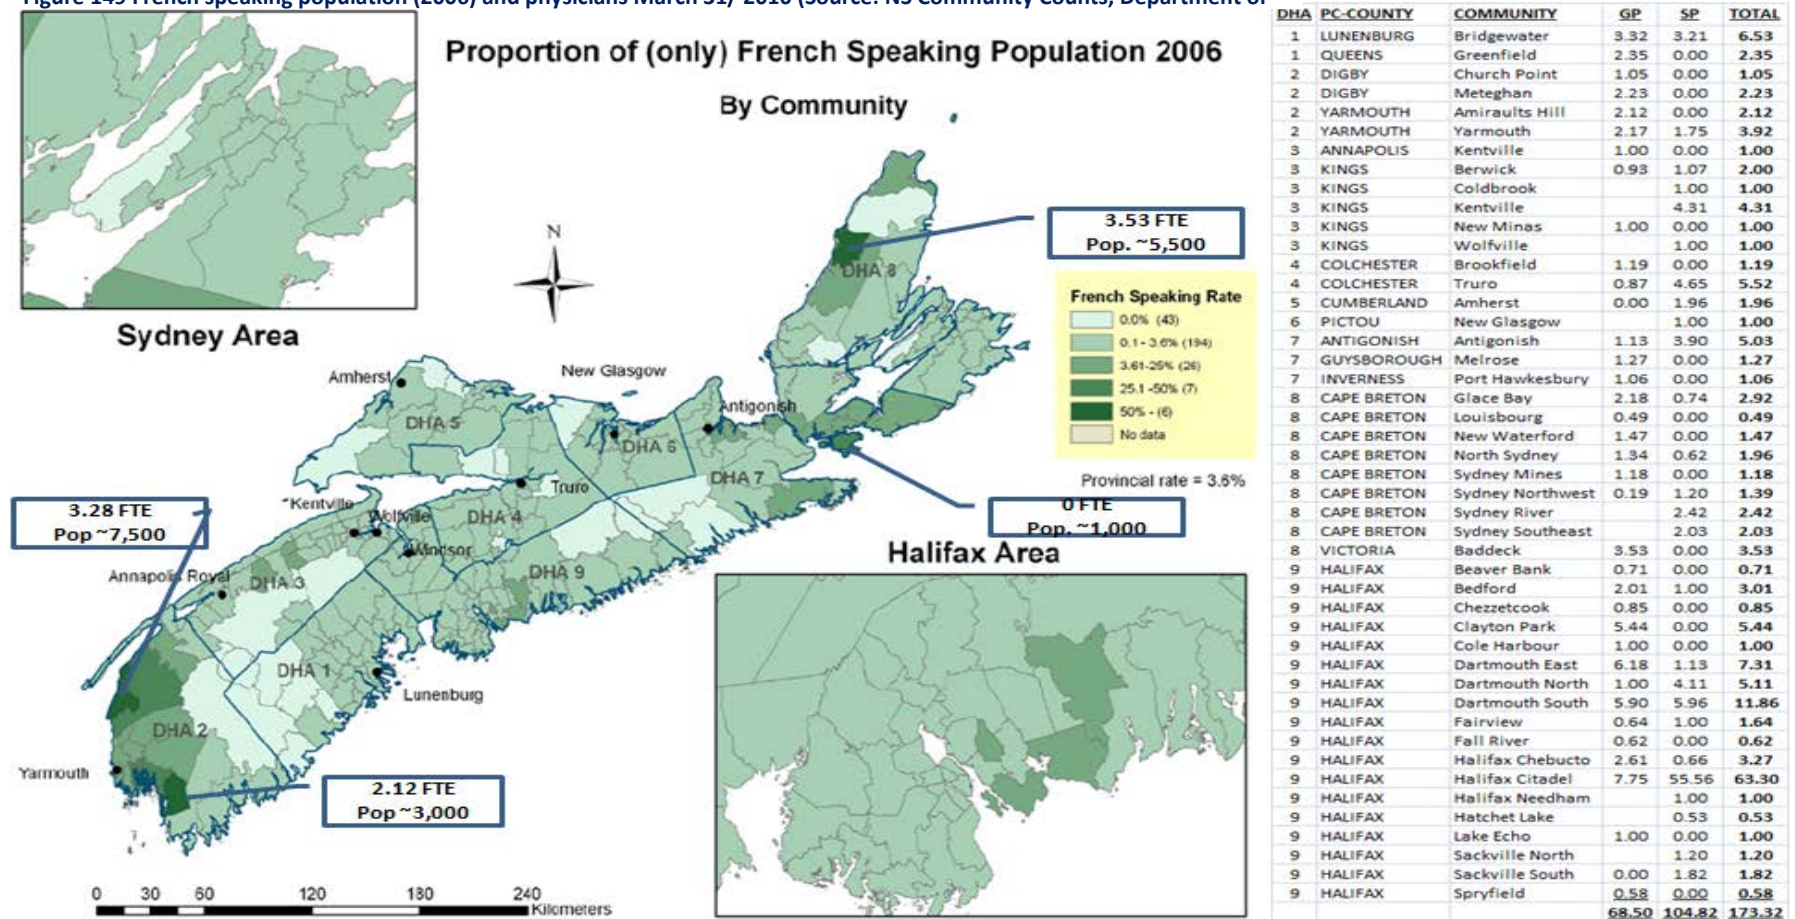 Figure 149 French speaking population (2006) and physicians March 31/ 2010 (Source: NS Community Counts, Department of
Proportion of (only) French Speaking Population 2006
By Community
Sydney Area
N
3.53 FTE
Pop. ~5,500
French Speaking Rate
0.0% (43)
0.1 - 3.6% (194)
3.61-25% (26)
25.1 -50% (7)
50% - (6)
No data
Provincial rate = 3.6%
0 FTE
Pop. ~1,000
3.28 FTE
Pop ~7,500
2.12 FTE
Pop ~3,000
Amherst
New Glasgow
Antigonish
Truro
Kentville
Wolfville
Windsor
Annapolis Royal
Lunenburg
Yarmouth
DHA 8
DHA 5
DHA 6
DHA 7
DHA 4
DHA 9
DHA 3
DHA 1
DHA 2
Halifax Area
0 30 60 120 180 240
Kilometers
DHA PC-COUNTY COMMUNITY GP SP TOTAL
1 LUNENBURG Bridgewater 3.32 3.21 6.53
1 QUEENS Greenfield 2.35 0.00 2.35
2 DIGBY Church Point 1.05 0.00 1.05
2 DIGBY Meteghan 2.23 0.00 2.23
2 YARMOUTH Amiraults Hill 2.12 0.00 2.12
2 YARMOUTH Yarmouth 2.17 1.75 3.92
3 ANNAPOLIS Kentville 1.00 0.00 1.00
3 KINGS Berwick 0.93 1.07 2.00
3 KINGS Coldbrook 1.00 1.00
3 KINGS Kentville 4.31 4.31
3 KINGS New Minas 1.00 0.00 1.00
3 KINGS Wolfville 1.00 1.00
4 COLCHESTER Brookfield 1.19 0.00 1.19
4 COLCHESTER Truro 0.87 4.65 5.52
5 CUMBERLAND Amherst 0.00 1.96 1.96
6 PICTOU New Glasgow 1.00 1.00
7 ANTIGONISH Antigonish 1.13 3.90 5.03
7 GUYSBOROUGH Melrose 1.27 0.00 1.27
7 INVERNESS Port Hawkesbury 1.06 0.00 1.06
8 CAPE BRETON Glace Bay 2.18 0.74 2.92
8 CAPE BRETON Louisbourg 0.49 0.00 0.49
8 CAPE BRETON New Waterford 1.47 0.00 1.47
8 CAPE BRETON North Sydney 1.34 0.62 1.96
8 CAPE BRETON Sydney Mines 1.18 0.00 1.18
8 CAPE BRETON Sydney Northwest 0.19 1.20 1.39
8 CAPE BRETON Sydney River 2.42 2.42
8 CAPE BRETON Sydney Southeast 2.03 2.03
8 VICTORIA Baddeck 3.53 0.00 3.53
9 HALIFAX Beaver Bank 0.71 0.00 0.71
9 HALIFAX Bedford 2.01 1.00 3.01
9 HALIFAX Chezzetcook 0.85 0.00 0.85
9 HALIFAX Clayton Park 5.44 0.00 5.44
9 HALIFAX Cole Harbour 1.00 0.00 1.00
9 HALIFAX Dartmouth East 6.18 1.13 7.31
9 HALIFAX Dartmouth North 1.00 4.11 5.11
9 HALIFAX Dartmouth South 5.90 5.96 11.86
9 HALIFAX Fairview 0.64 1.00 1.64
9 HALIFAX Fall River 0.62 0.00 0.62
9 HALIFAX Halifax Chebucto 2.61 0.66 3.27
9 HALIFAX Halifax Citadel 7.75 55.56 63.30
9 HALIFAX Halifax Needham 1.00 1.00
9 HALIFAX Hatchet Lake 0.53 0.53
9 HALIFAX Lake Echo 1.00 0.00 1.00
9 HALIFAX Sackville North 1.20 1.20
9 HALIFAX Sackville South 0.00 1.82 1.82
9 HALIFAX Spryfield 0.58 0.00 0.58
68.50 104.82 173.32